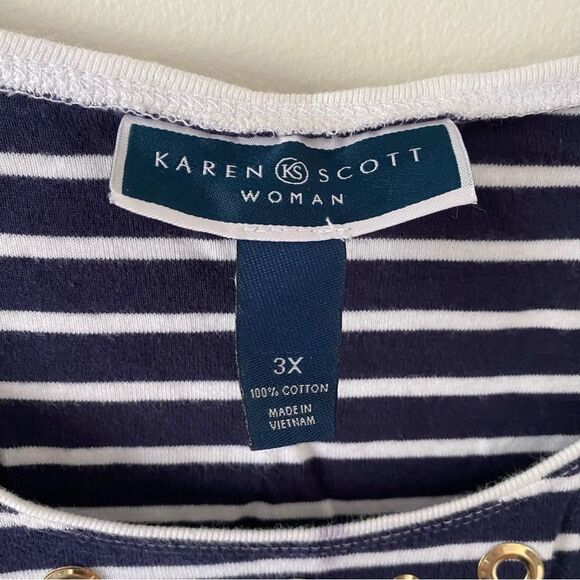 KAREN KS SCOTT
WOMAN
3X
100% COTTON
MADE IN
VIETNAM